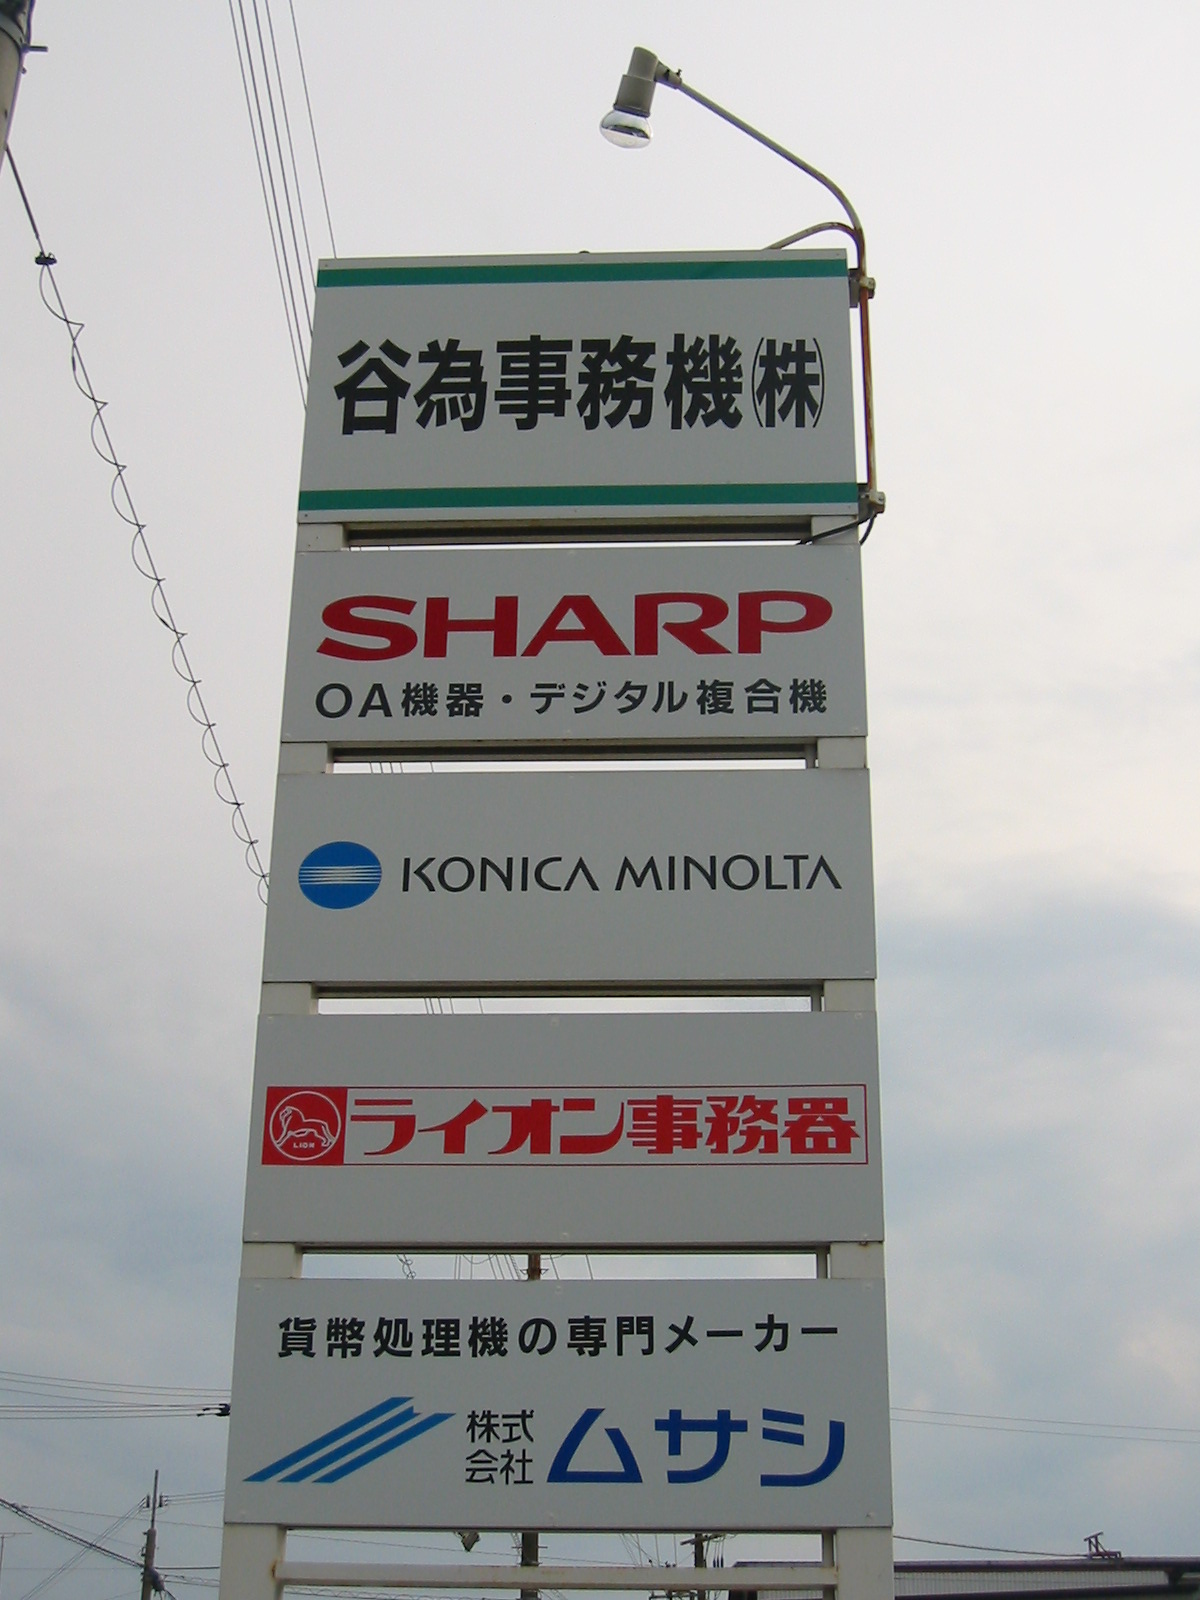 谷為事務機㈱
SHARP
OA機器・デジタル複合機
KONICA MINOLTA
LION
ライオン事務器
貨幣処理機の専門メーカー
株式会社 ムサシ